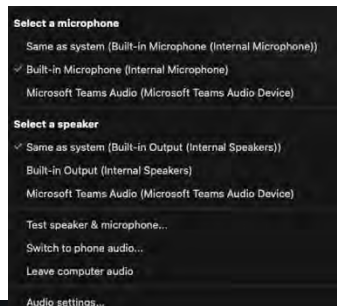 Select a microphone
Same as system (Built-in Microphone (Internal Microphone))
✓ Built-in Microphone (Internal Microphone)
Microsoft Teams Audio (Microsoft Teams Audio Device)
Select a speaker
✓ Same as system (Built-in Output (Internal Speakers))
Built-in Output (Internal Speakers)
Microsoft Teams Audio (Microsoft Teams Audio Device)
Test speaker & microphone...
Switch to phone audio...
Leave computer audio
Audio settings...